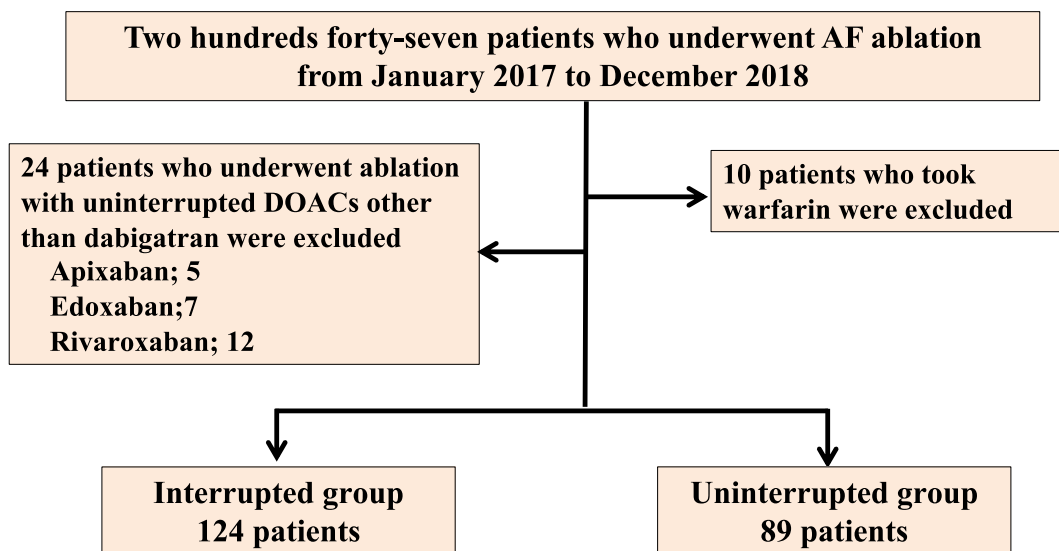 Two hundreds forty-seven patients who underwent AF ablation
from January 2017 to December 2018
10 patients who took
warfarin were excluded
24 patients who underwent ablation
with uninterrupted DOACs other
than dabigatran were excluded
Apixaban; 5
Edoxaban;7
Rivaroxaban; 12
Interrupted group
124 patients
Uninterrupted group
89 patients